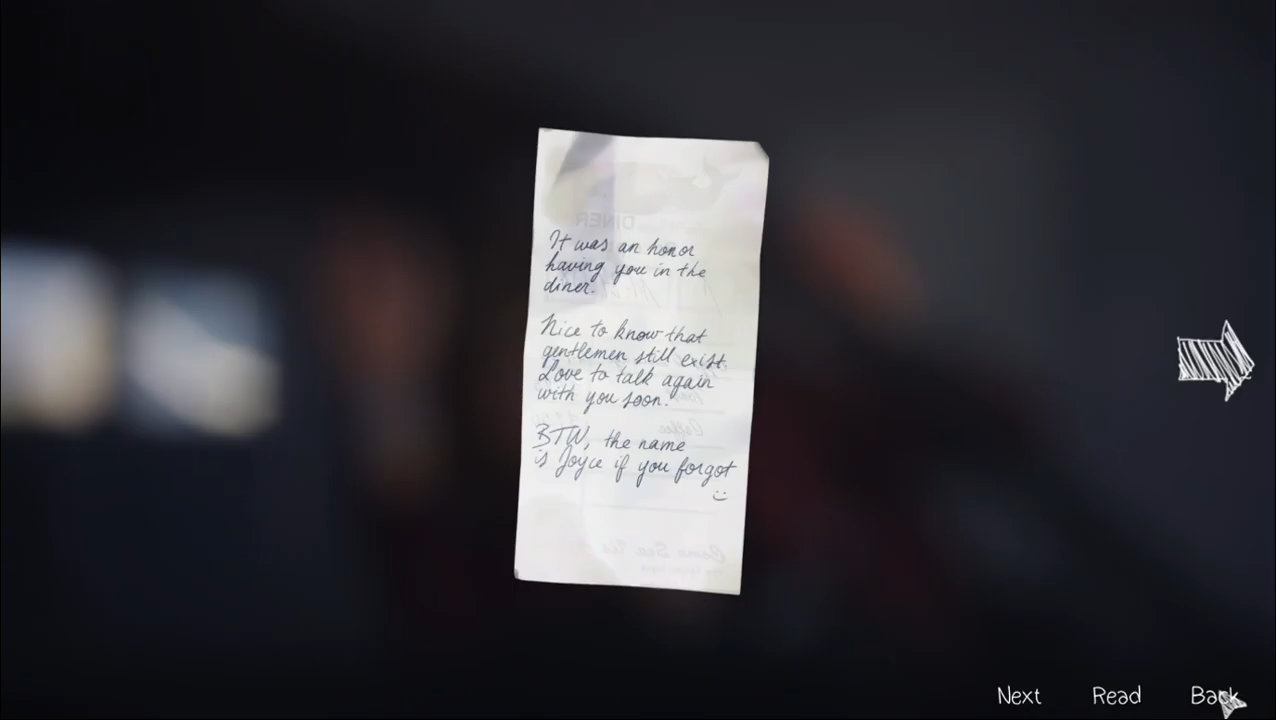 It was an honor
having you in the
diner.
Nice to know that
gentlemen still exist.
Love to talk again
with you soon.
BTW, the name
is Joyce if you forgot
:)
DINER
Coffee
Next
Read
Back